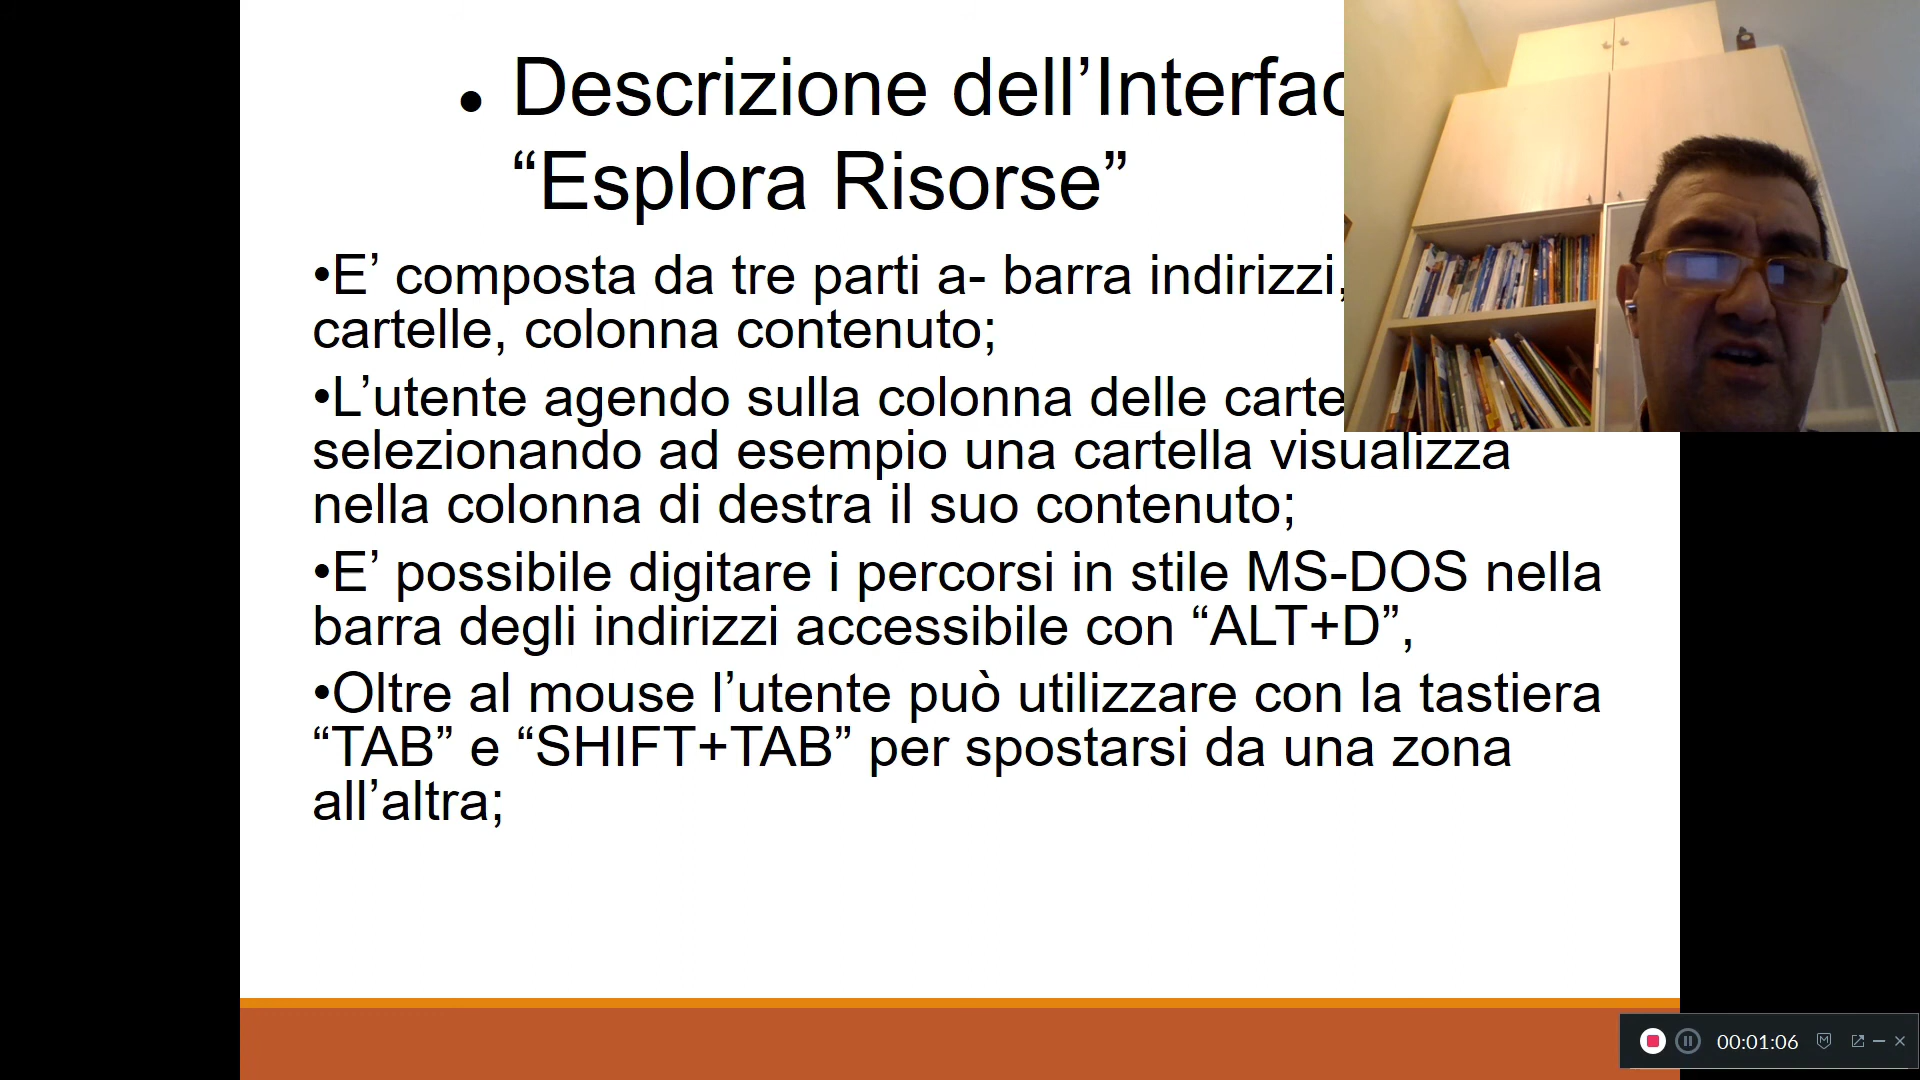 • Descrizione dell’Interfac
“Esplora Risorse”
•E’ composta da tre parti a- barra indirizzi,
cartelle, colonna contenuto;
•L’utente agendo sulla colonna delle carte
selezionando ad esempio una cartella visualizza
nella colonna di destra il suo contenuto;
•E’ possibile digitare i percorsi in stile MS-DOS nella
barra degli indirizzi accessibile con “ALT+D”,
•Oltre al mouse l’utente può utilizzare con la tastiera
“TAB” e “SHIFT+TAB” per spostarsi da una zona
all’altra;
00:01:06